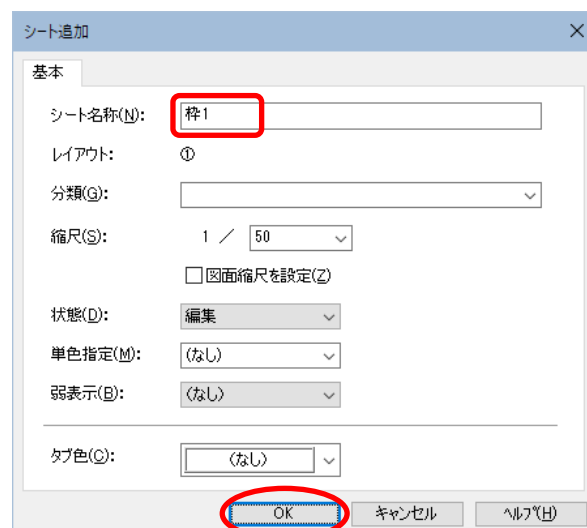 シート追加
基本
シート名称(N): 枠1
レイアウト: ①
分類(G):
縮尺(S): 1 ／ 50
図面縮尺を設定(Z)
状態(D): 編集
単色指定(M): (なし)
弱表示(B): (なし)
タブ色(C): (なし)
OK キャンセル ヘルプ(H)